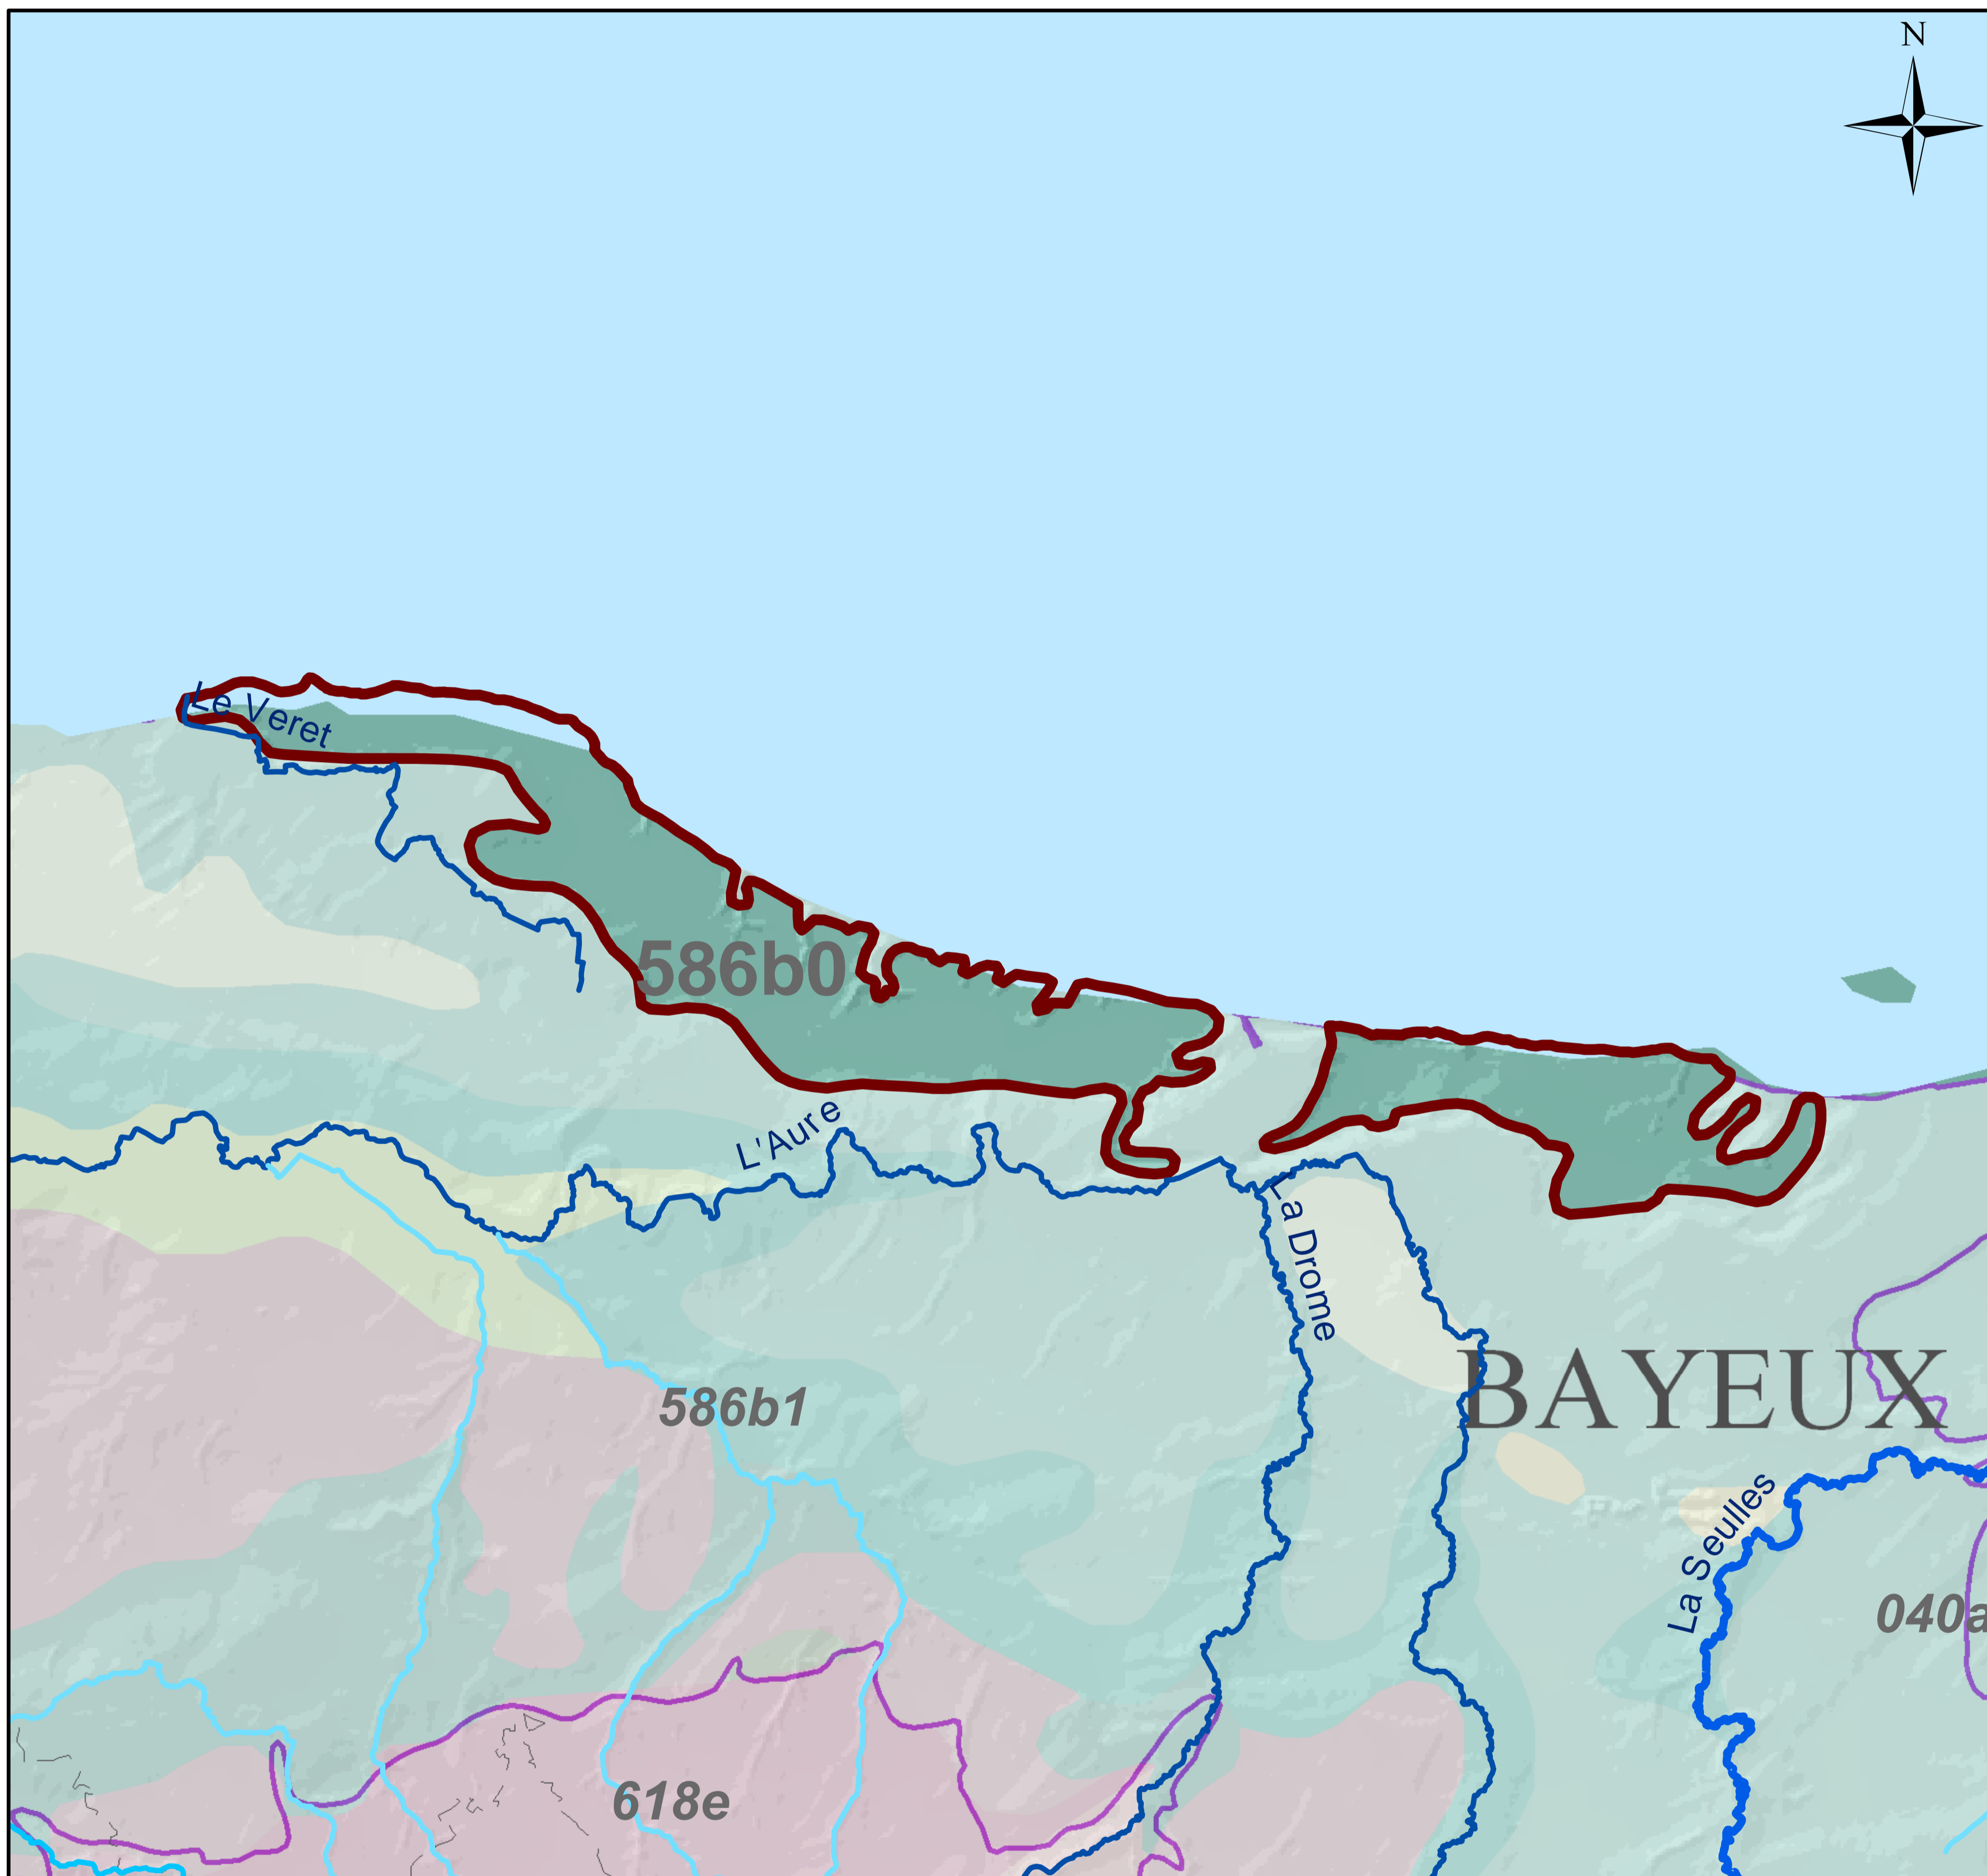 N
Le Veret
586b0
L'Aure
La Drome
BAYEUX
586b1
La Seulles
040a
618e